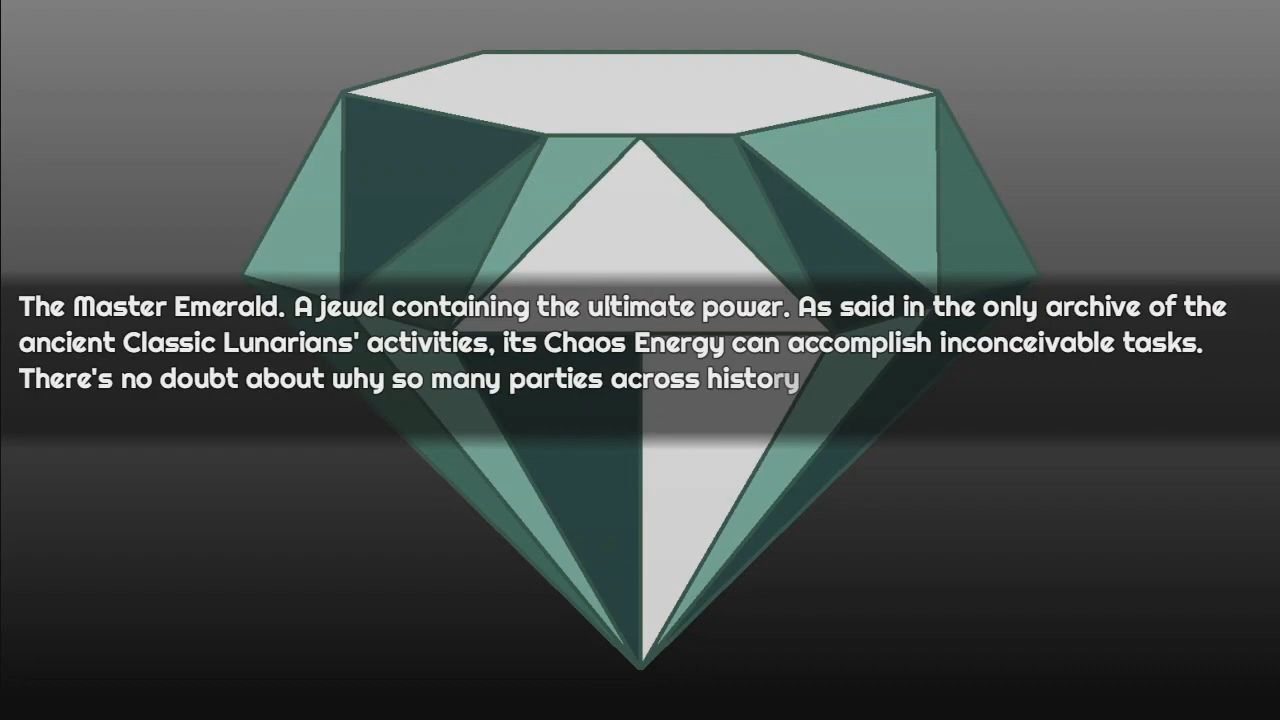 The Master Emerald. A jewel containing the ultimate power. As said in the only archive of the
ancient Classic Lunarians' activities, its Chaos Energy can accomplish inconceivable tasks.
There's no doubt about why so many parties across history